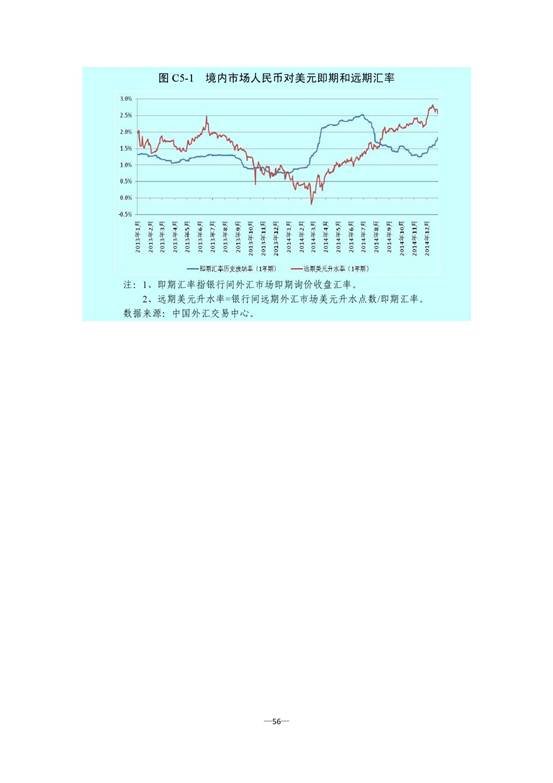 图 C5-1 境内市场人民币对美元即期和远期汇率
3.0%
2.5%
2.0%
1.5%
1.0%
0.5%
0.0%
-0.5%
2013年1月
2013年2月
2013年3月
2013年4月
2013年5月
2013年6月
2013年7月
2013年8月
2013年9月
2013年10月
2013年11月
2013年12月
2014年1月
2014年2月
2014年3月
2014年4月
2014年5月
2014年6月
2014年7月
2014年8月
2014年9月
2014年10月
2014年11月
2014年12月
即期汇率历史波动率（1年期） 远期美元升水率（1年期）
注：1、即期汇率指银行间外汇市场即期询价收盘汇率。
2、远期美元升水率=银行间远期外汇市场美元升水点数/即期汇率。
数据来源：中国外汇交易中心。
—56—